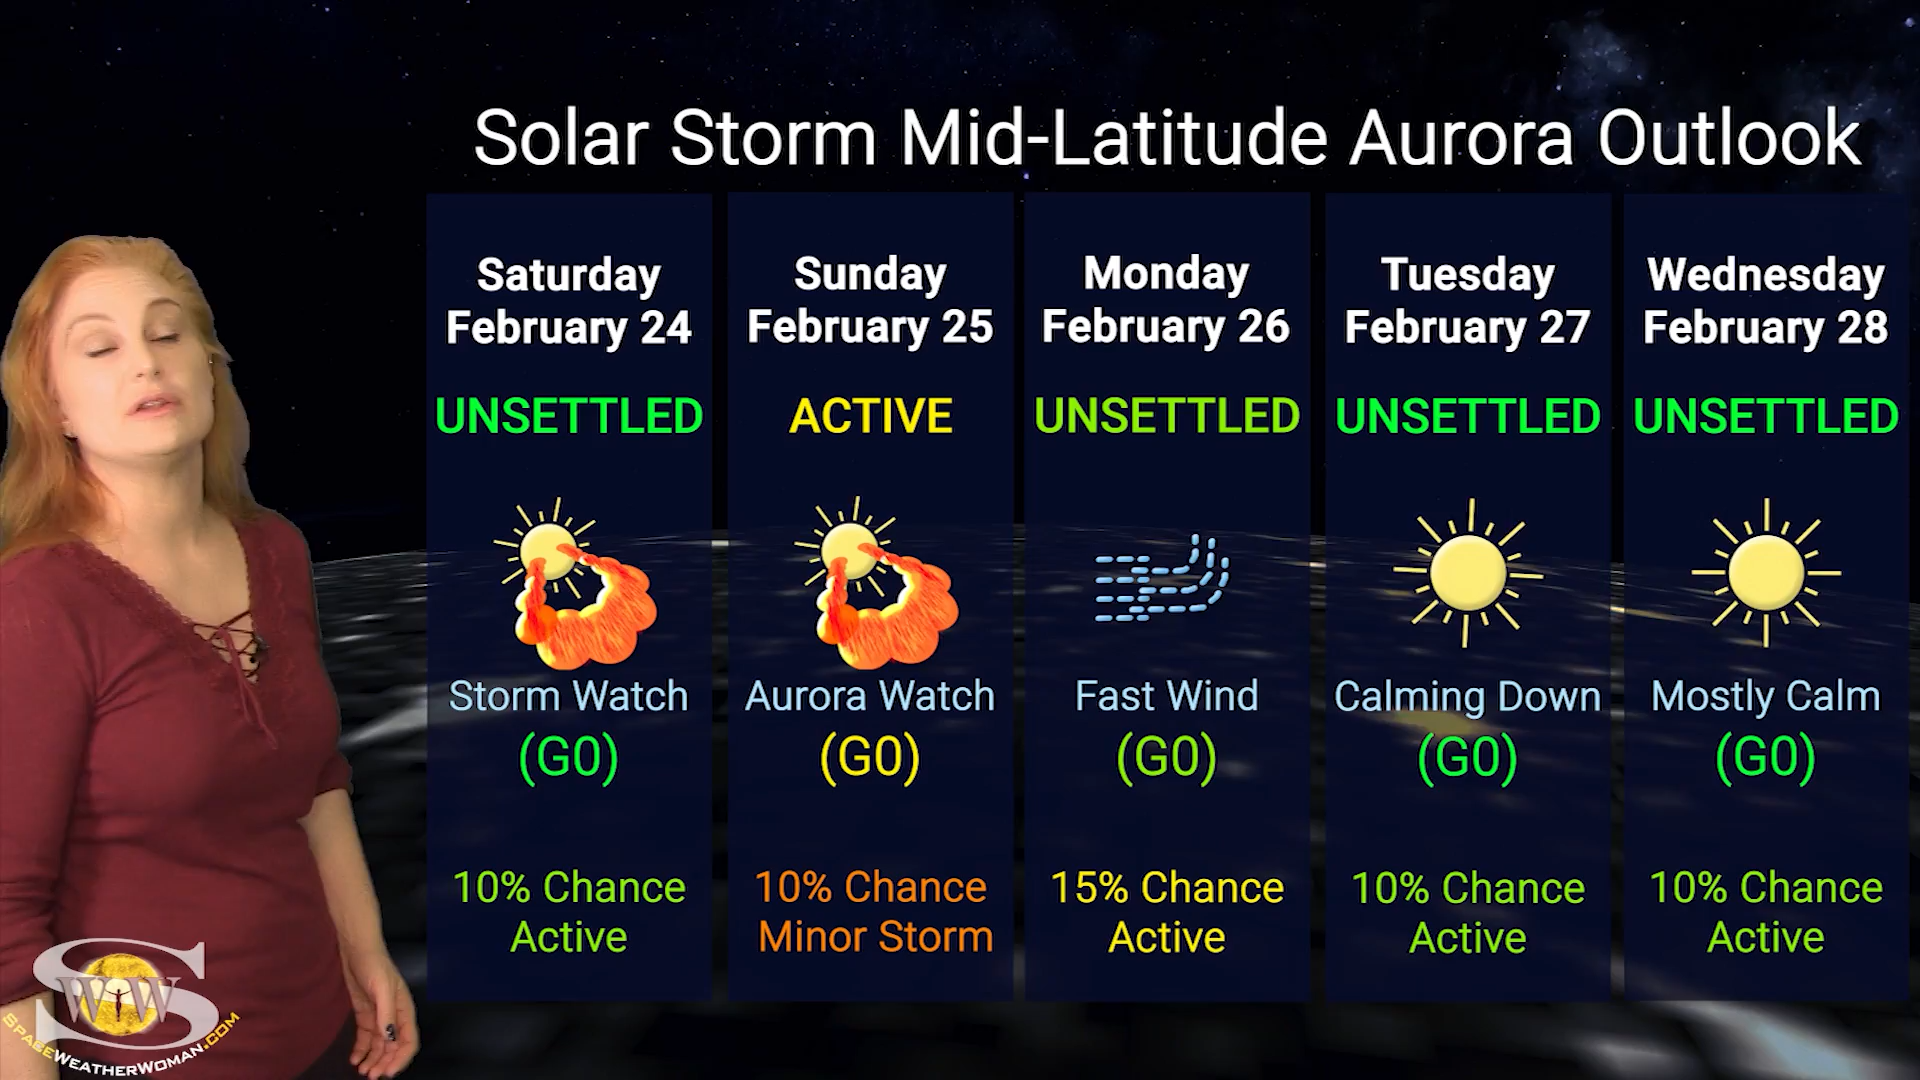 Solar Storm Mid-Latitude Aurora Outlook
Saturday
February 24
UNSETTLED
Storm Watch
(G0)
10% Chance
Active
Sunday
February 25
ACTIVE
Aurora Watch
(G0)
10% Chance
Minor Storm
Monday
February 26
UNSETTLED
Fast Wind
(G0)
15% Chance
Active
Tuesday
February 27
UNSETTLED
Calming Down
(G0)
10% Chance
Active
Wednesday
February 28
UNSETTLED
Mostly Calm
(G0)
10% Chance
Active
SWW
SPACEWEATHERWOMAN.COM